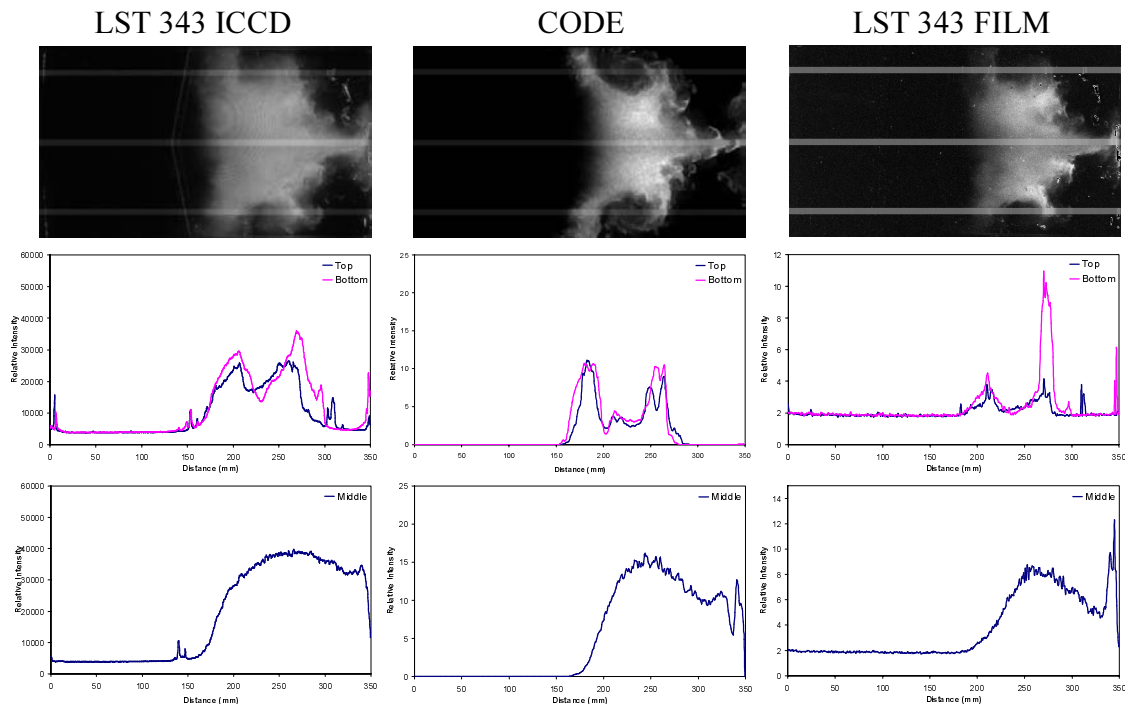 LST 343 ICCD
CODE
LST 343 FILM
60000
50000
40000
30000
20000
10000
0
Relative Intensity
Top
Bottom
0 50 100 150 200 250 300 350
Distance (mm)
25
20
15
10
5
0
Relative Intensity
Top
Bottom
0 50 100 150 200 250 300 350
Distance (mm)
12
10
8
6
4
2
0
Relative Intensity
Top
Bottom
0 50 100 150 200 250 300 350
Distance (mm)
60000
50000
40000
30000
20000
10000
0
Relative Intensity
Middle
0 50 100 150 200 250 300 350
Distance (mm)
25
20
15
10
5
0
Relative Intensity
Middle
0 50 100 150 200 250 300 350
Distance (mm)
14
12
10
8
6
4
2
0
Relative Intensity
Middle
0 50 100 150 200 250 300 350
Distance (mm)